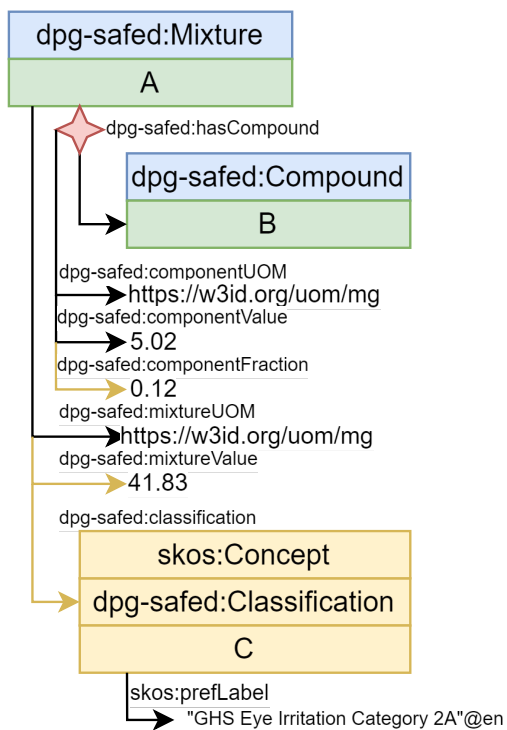 dpg-safed:Mixture
A
dpg-safed:hasCompound
dpg-safed:Compound
B
dpg-safed:componentUOM
https://w3id.org/uom/mg
dpg-safed:componentValue
5.02
dpg-safed:componentFraction
0.12
dpg-safed:mixtureUOM
https://w3id.org/uom/mg
dpg-safed:mixtureValue
41.83
dpg-safed:classification
skos:Concept
dpg-safed:Classification
C
skos:prefLabel
"GHS Eye Irritation Category 2A"@en